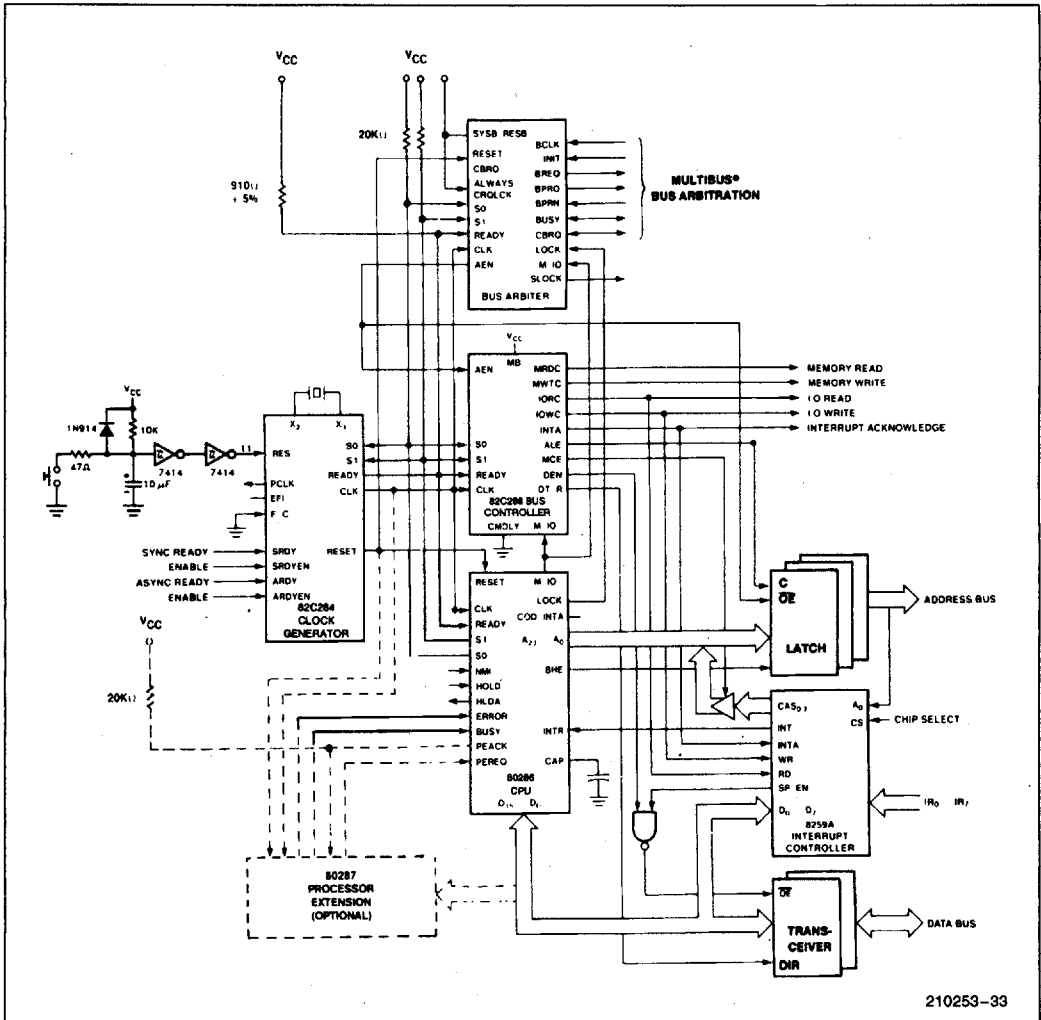 VCC
VCC
20KΩ
910Ω
+ 5%
SYSB RESB
RESET
CBRQ
ALWAYS
CRQLCK
S0
S1
READY
CLK
AEN
BCLK
INIT
BREQ
BPRO
BPRN
BUSY
CBRQ
LOCK
M IO
SLOCK
BUS ARBITER
MULTIBUS®
BUS ARBITRATION
VCC
MB
AEN
S0
S1
READY
CLK
MRDC
MWTC
IORC
IOWC
INTA
ALE
MCE
DEN
DT R
82C288 BUS
CONTROLLER
CMDLY
M IO
MEMORY READ
MEMORY WRITE
I O READ
I O WRITE
INTERRUPT ACKNOWLEDGE
VCC
1N914
10K
47Ω
10 µF
7414
7414
11
X2
X1
RES
PCLK
EFI
F C
SRDY
SRDYEN
ARDY
ARDYEN
S0
S1
READY
CLK
RESET
82C284
CLOCK
GENERATOR
SYNC READY
ENABLE
ASYNC READY
ENABLE
VCC
20KΩ
RESET
M IO
LOCK
CLK
COD INTA
READY
S1
A23
A0
S0
BHE
NMI
HOLD
HLDA
ERROR
BUSY
INTR
PEACK
CAP
PEREQ
80286
CPU
D15
D0
C
OE
LATCH
ADDRESS BUS
CAS0-7
A0
CS
CHIP SELECT
INT
INTA
WR
RD
SP EN
D0
D7
IR0
IR7
8259A
INTERRUPT
CONTROLLER
80287
PROCESSOR
EXTENSION
(OPTIONAL)
OE
TRANS-
CEIVER
DIR
DATA BUS
210253-33